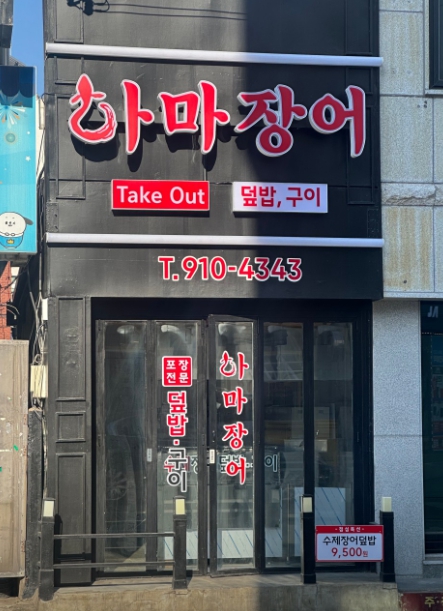 하마장어
Take Out
덮밥, 구이
T. 910-4343
포장
전문
덮밥·구이
하마장어
수제장어덮밥
9,500원